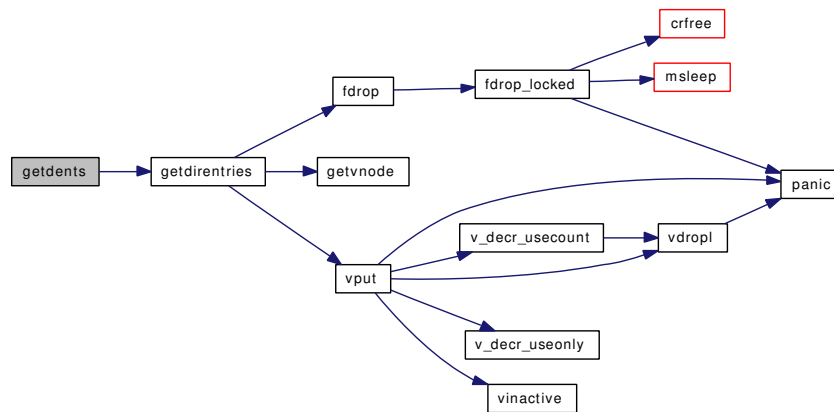 crfree
msleep
fdrop
fdrop_locked
getdents
getdirentries
getvnode
panic
v_decr_usecount
vdropl
vput
v_decr_useonly
vinactive